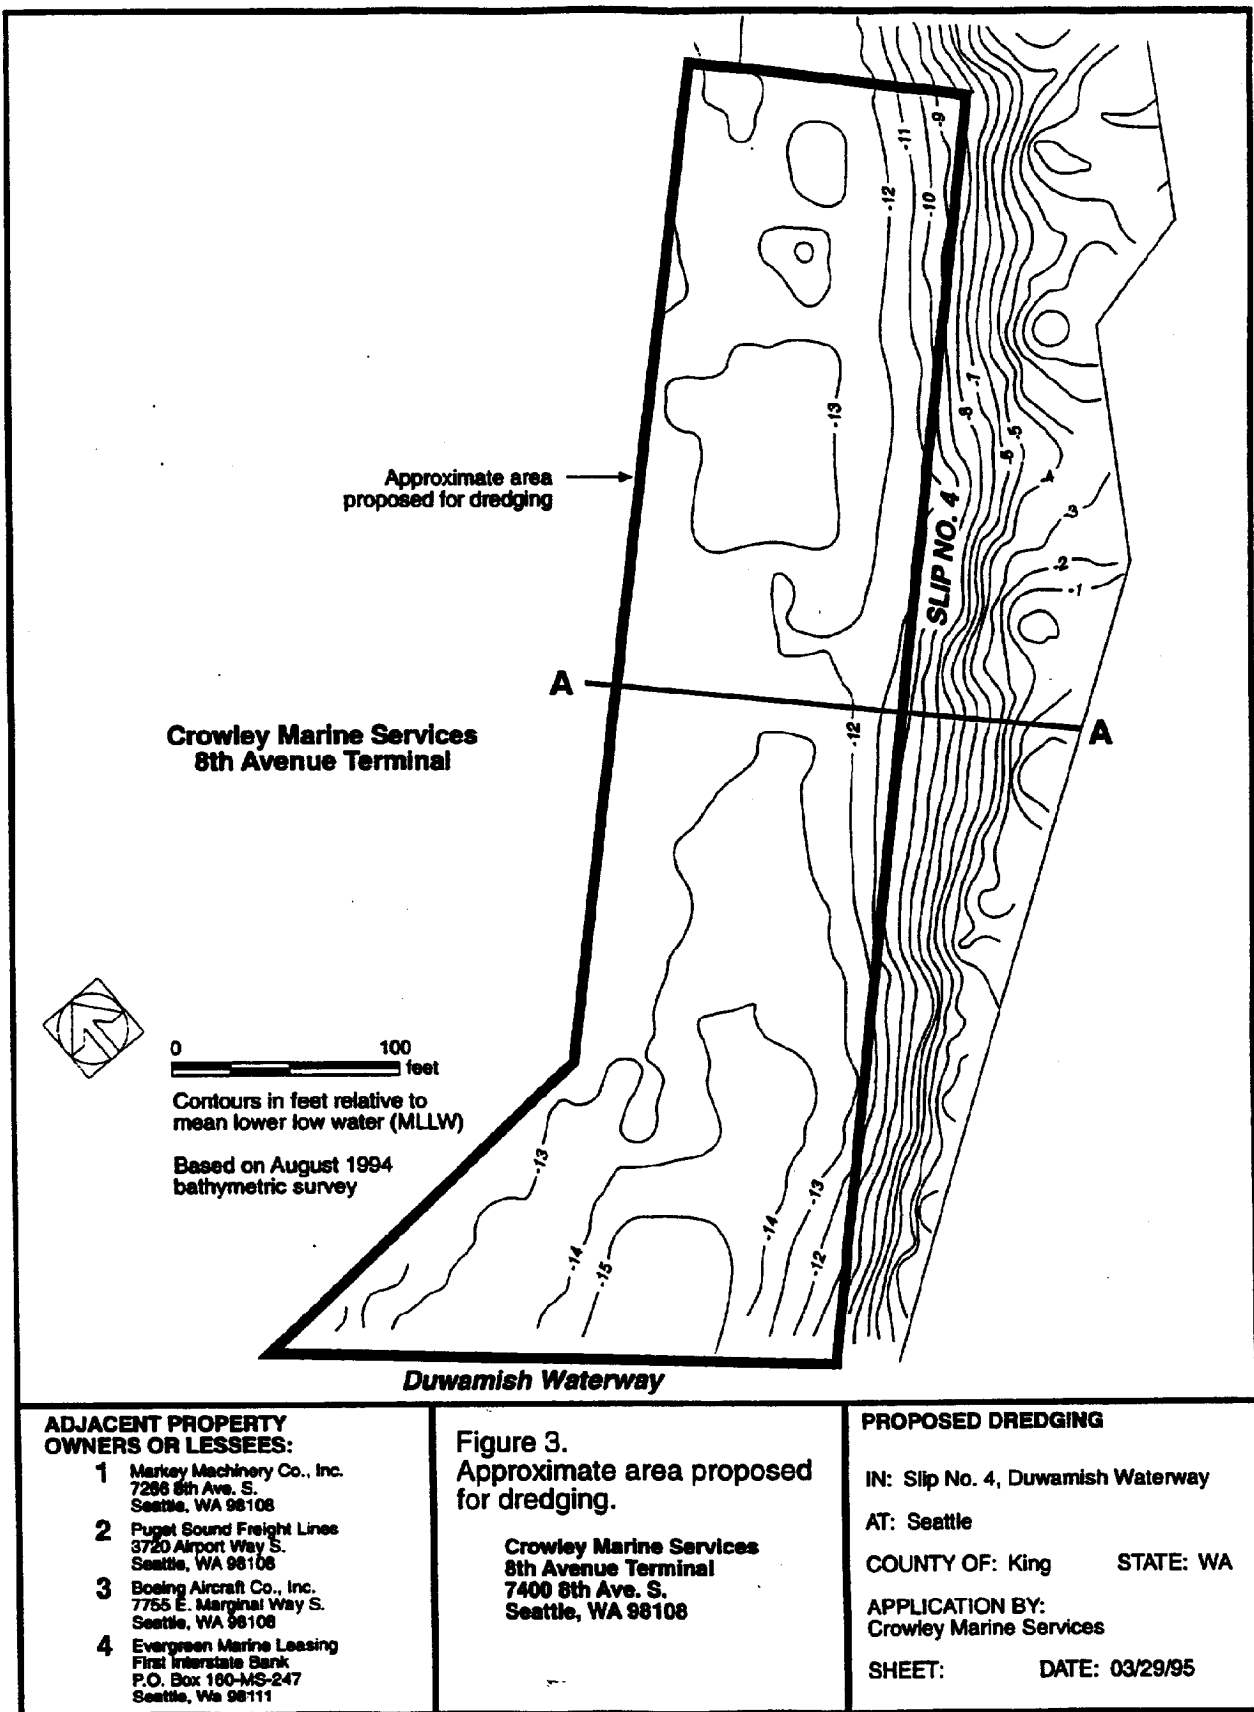 -9
-11
-12
-10
-13
-7
-8
-5
-6
-4
Approximate area
proposed for dredging
SLIP NO. 4
-3
-2
-1
A
A
Crowley Marine Services
8th Avenue Terminal
-12
0 100
feet
Contours in feet relative to
mean lower low water (MLLW)
Based on August 1994
bathymetric survey
-13
-13
-14
-14
-12
-15
Duwamish Waterway
ADJACENT PROPERTY
OWNERS OR LESSEES:
1 Markey Machinery Co., Inc.
7266 8th Ave. S.
Seattle, WA 98108
2 Puget Sound Freight Lines
3720 Airport Way S.
Seattle, WA 98108
3 Boeing Aircraft Co., Inc.
7755 E. Marginal Way S.
Seattle, WA 98108
4 Evergreen Marine Leasing
First Interstate Bank
P.O. Box 160-MS-247
Seattle, Wa 98111
Figure 3.
Approximate area proposed
for dredging.
Crowley Marine Services
8th Avenue Terminal
7400 8th Ave. S.
Seattle, WA 98108
PROPOSED DREDGING
IN: Slip No. 4, Duwamish Waterway
AT: Seattle
COUNTY OF: King STATE: WA
APPLICATION BY:
Crowley Marine Services
SHEET: DATE: 03/29/95